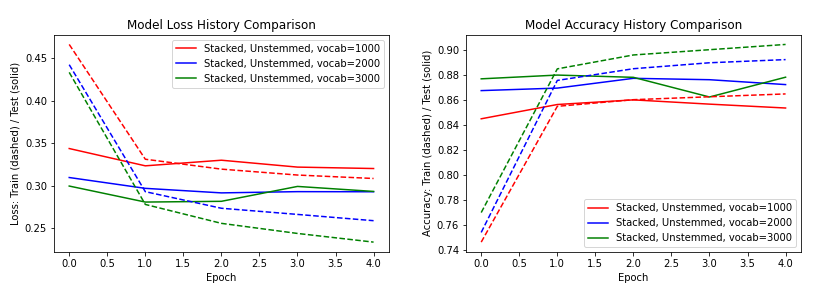 Model Loss History Comparison
Loss: Train (dashed) / Test (solid)
0.45
0.40
0.35
0.30
0.25
Stacked, Unstemmed, vocab=1000
Stacked, Unstemmed, vocab=2000
Stacked, Unstemmed, vocab=3000
0.0 0.5 1.0 1.5 2.0 2.5 3.0 3.5 4.0
Epoch
Model Accuracy History Comparison
Accuracy: Train (dashed) / Test (solid)
0.90
0.88
0.86
0.84
0.82
0.80
0.78
0.76
0.74
Stacked, Unstemmed, vocab=1000
Stacked, Unstemmed, vocab=2000
Stacked, Unstemmed, vocab=3000
0.0 0.5 1.0 1.5 2.0 2.5 3.0 3.5 4.0
Epoch